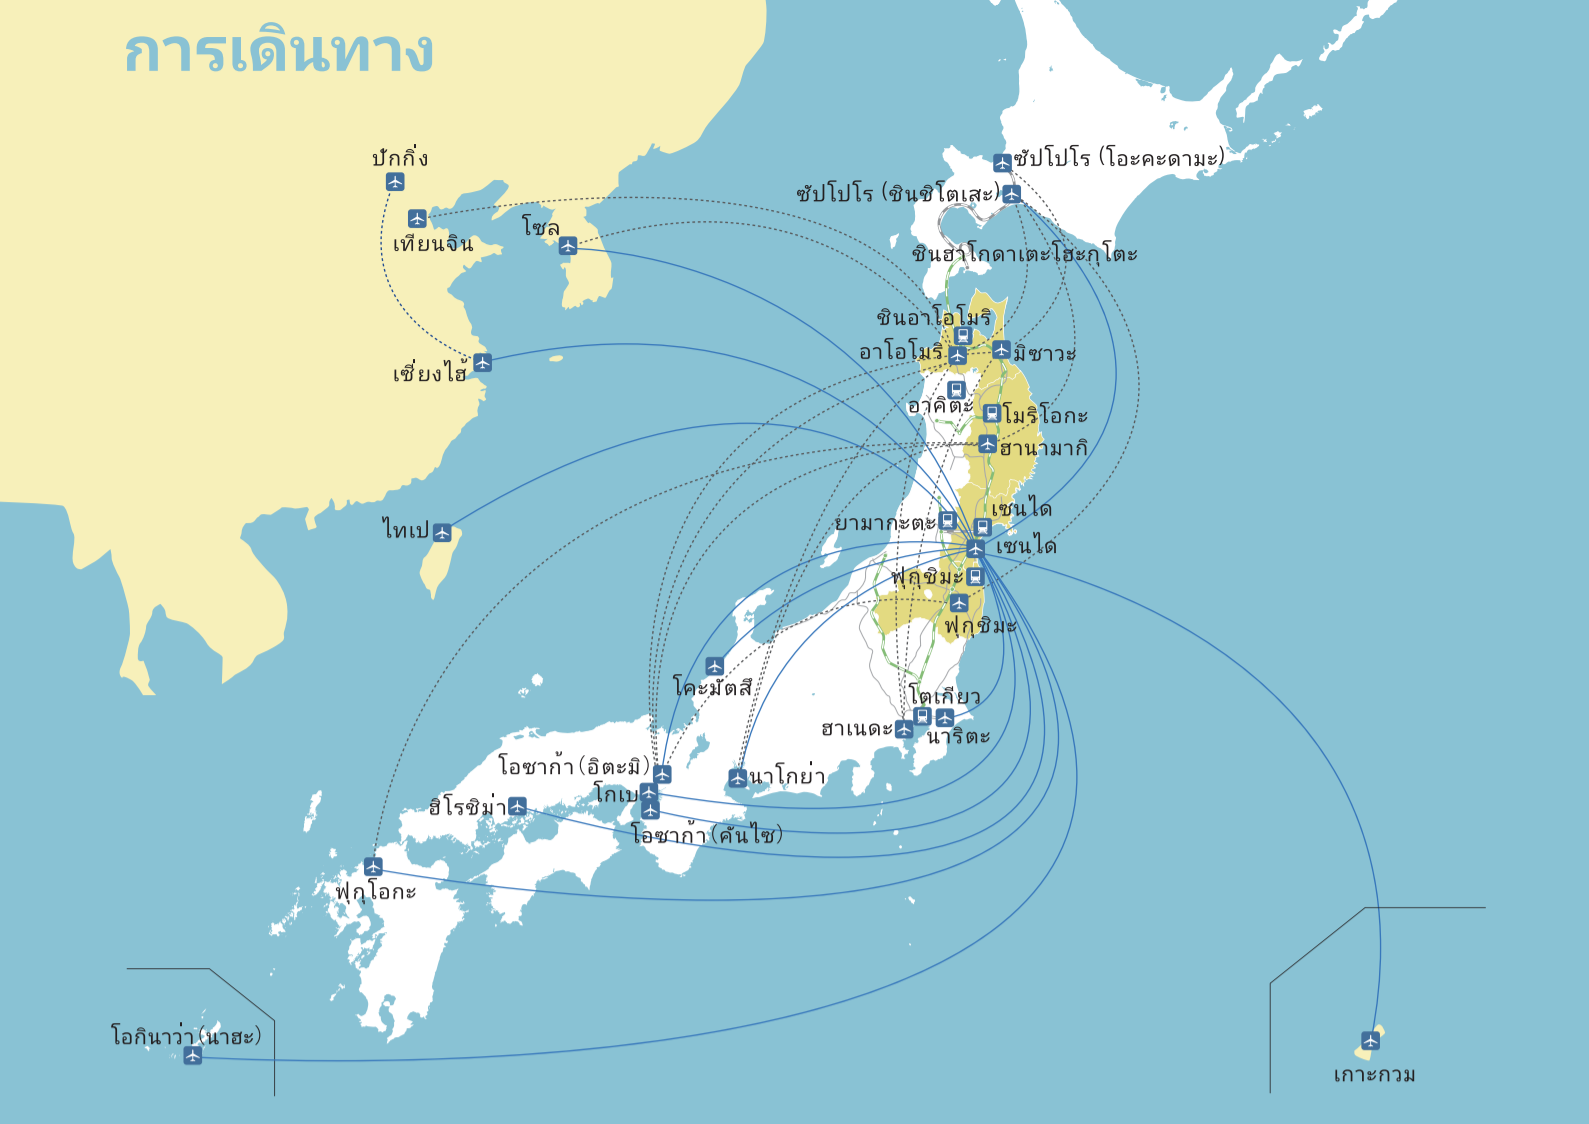 การเดินทาง
ปักกิ่ง
เทียนจิน
โซล
เซี่ยงไฮ้
ไทเป
ซัปโปโร (โอะคะดามะ)
ซัปโปโร (ชินชิโตเสะ)
ชินฮาโกดาเตะโฮะกุโตะ
ชินอาโอโมริ
อาโอโมริ
มิซาวะ
อาคิตะ
โมริโอกะ
ฮานามากิ
เซนได
ยามากะตะ
เซนได
ฟุกุชิมะ
ฟุกุชิมะ
โคะมัตสึ
โตเกียว
ฮาเนดะ
นาริตะ
โอซาก้า (อิตะมิ)
นาโกย่า
โกเบ
ฮิโรชิม่า
โอซาก้า (คันไซ)
ฟุกุโอกะ
โอกินาว่า (นาฮะ)
เกาะกวม